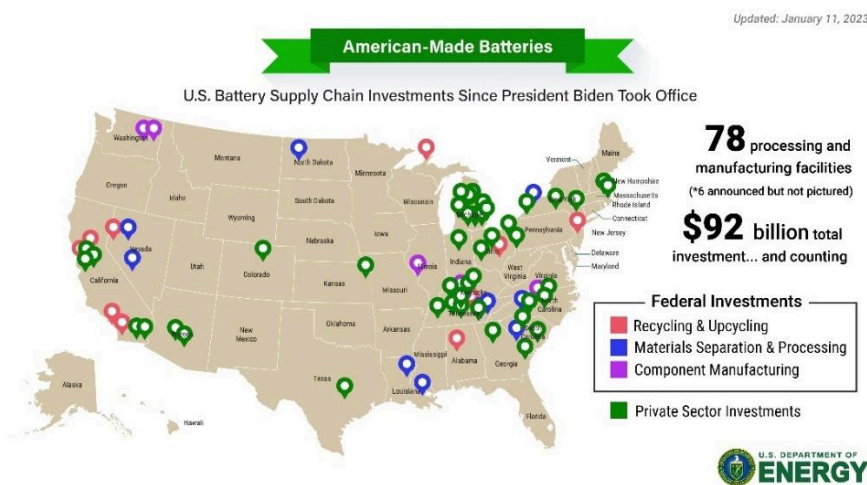 Updated: January 11, 2023
American-Made Batteries
U.S. Battery Supply Chain Investments Since President Biden Took Office
78 processing and
manufacturing facilities
(*6 announced but not pictured)
$92 billion total
investment... and counting
Federal Investments
Recycling & Upcycling
Materials Separation & Processing
Component Manufacturing
Private Sector Investments
Washington
Montana
North Dakota
Minnesota
Maine
Vermont
New Hampshire
Massachusetts
Rhode Island
Connecticut
New Jersey
Delaware
Maryland
Oregon
Idaho
Wyoming
South Dakota
Wisconsin
Nebraska
Iowa
Pennsylvania
Nevada
Utah
Colorado
Kansas
Missouri
Illinois
Indiana
West
Virginia
Virginia
California
New
Mexico
Oklahoma
Arkansas
North
Carolina
Texas
Louisiana
Mississippi
Alabama
Georgia
Florida
Alaska
Hawaii
U.S. DEPARTMENT OF
ENERGY